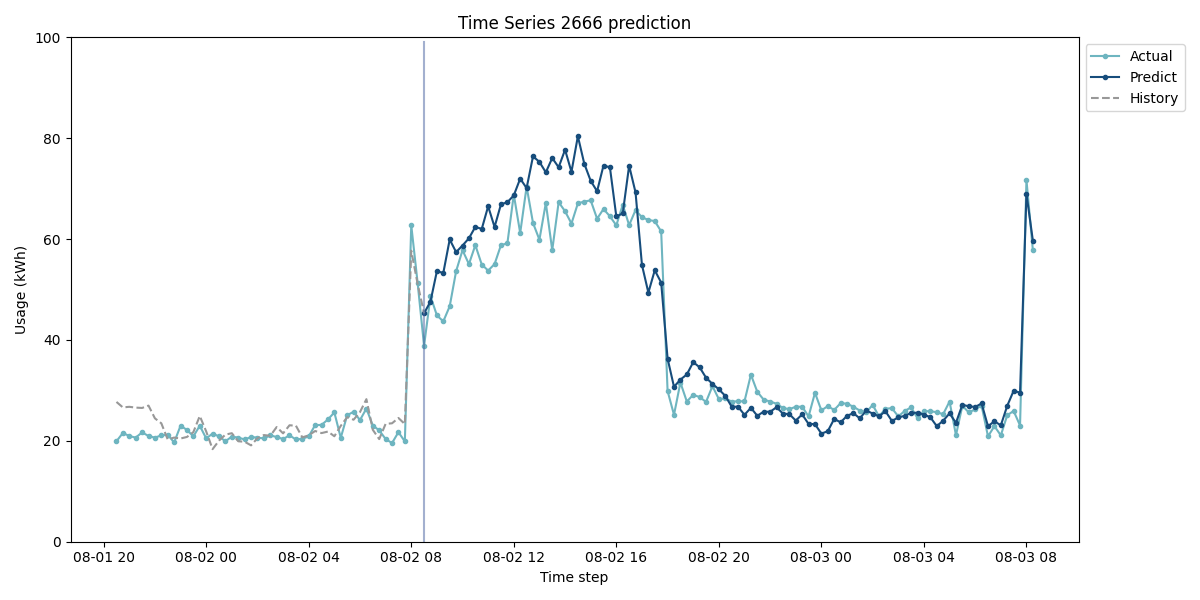 Time Series 2666 prediction
Usage (kWh)
100
80
60
40
20
0
08-01 20
08-02 00
08-02 04
08-02 08
08-02 12
08-02 16
08-02 20
08-03 00
08-03 04
08-03 08
Time step
Actual
Predict
History